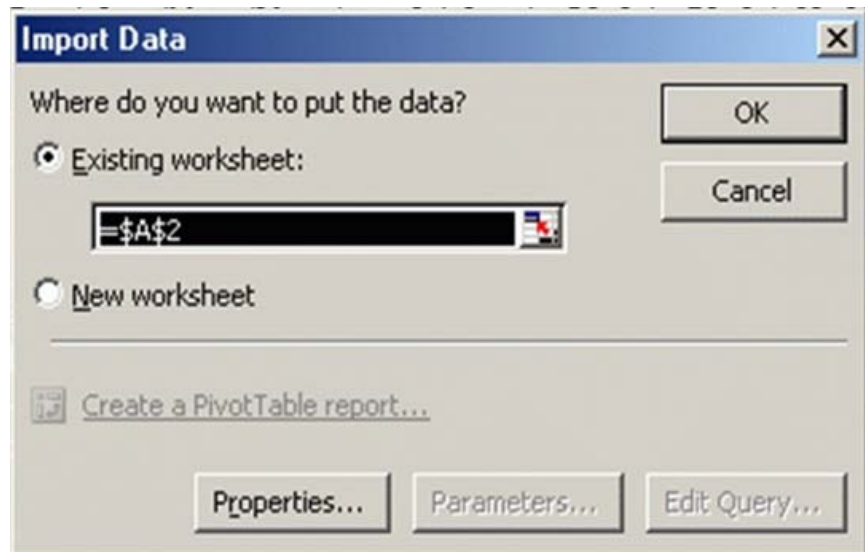 Import Data
Where do you want to put the data?
OK
Existing worksheet:
Cancel
=$A$2
New worksheet
Create a PivotTable report...
Properties...
Parameters...
Edit Query...